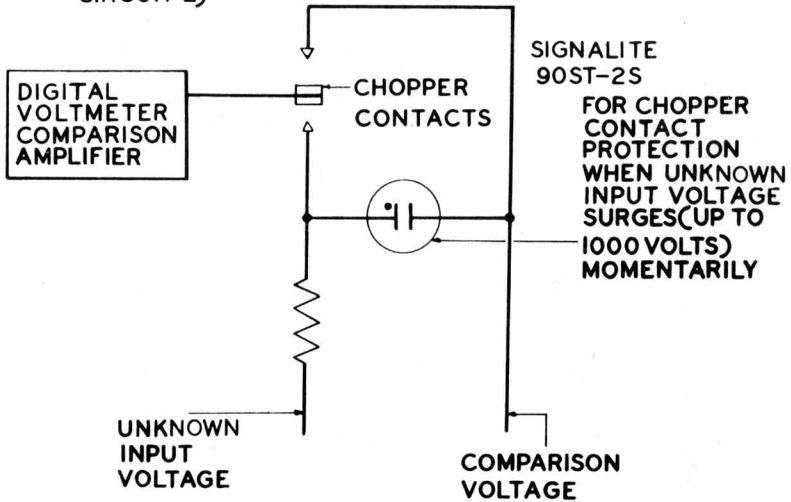 SIGNALITE
90ST-2S
FOR CHOPPER
CONTACT
PROTECTION
WHEN UNKNOWN
INPUT VOLTAGE
SURGES(UP TO
1000 VOLTS)
MOMENTARILY
CHOPPER
CONTACTS
DIGITAL
VOLTMETER
COMPARISON
AMPLIFIER
UNKNOWN
INPUT
VOLTAGE
COMPARISON
VOLTAGE